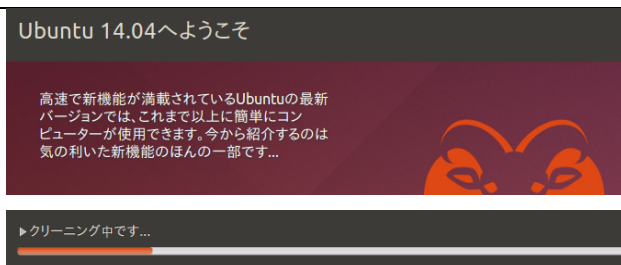 Ubuntu 14.04へようこそ
高速で新機能が満載されているUbuntuの最新
バージョンでは、これまで以上に簡単にコン
ピューターが使用できます。今から紹介するのは
気の利いた新機能のほんの一部です...
▶クリーニング中です...